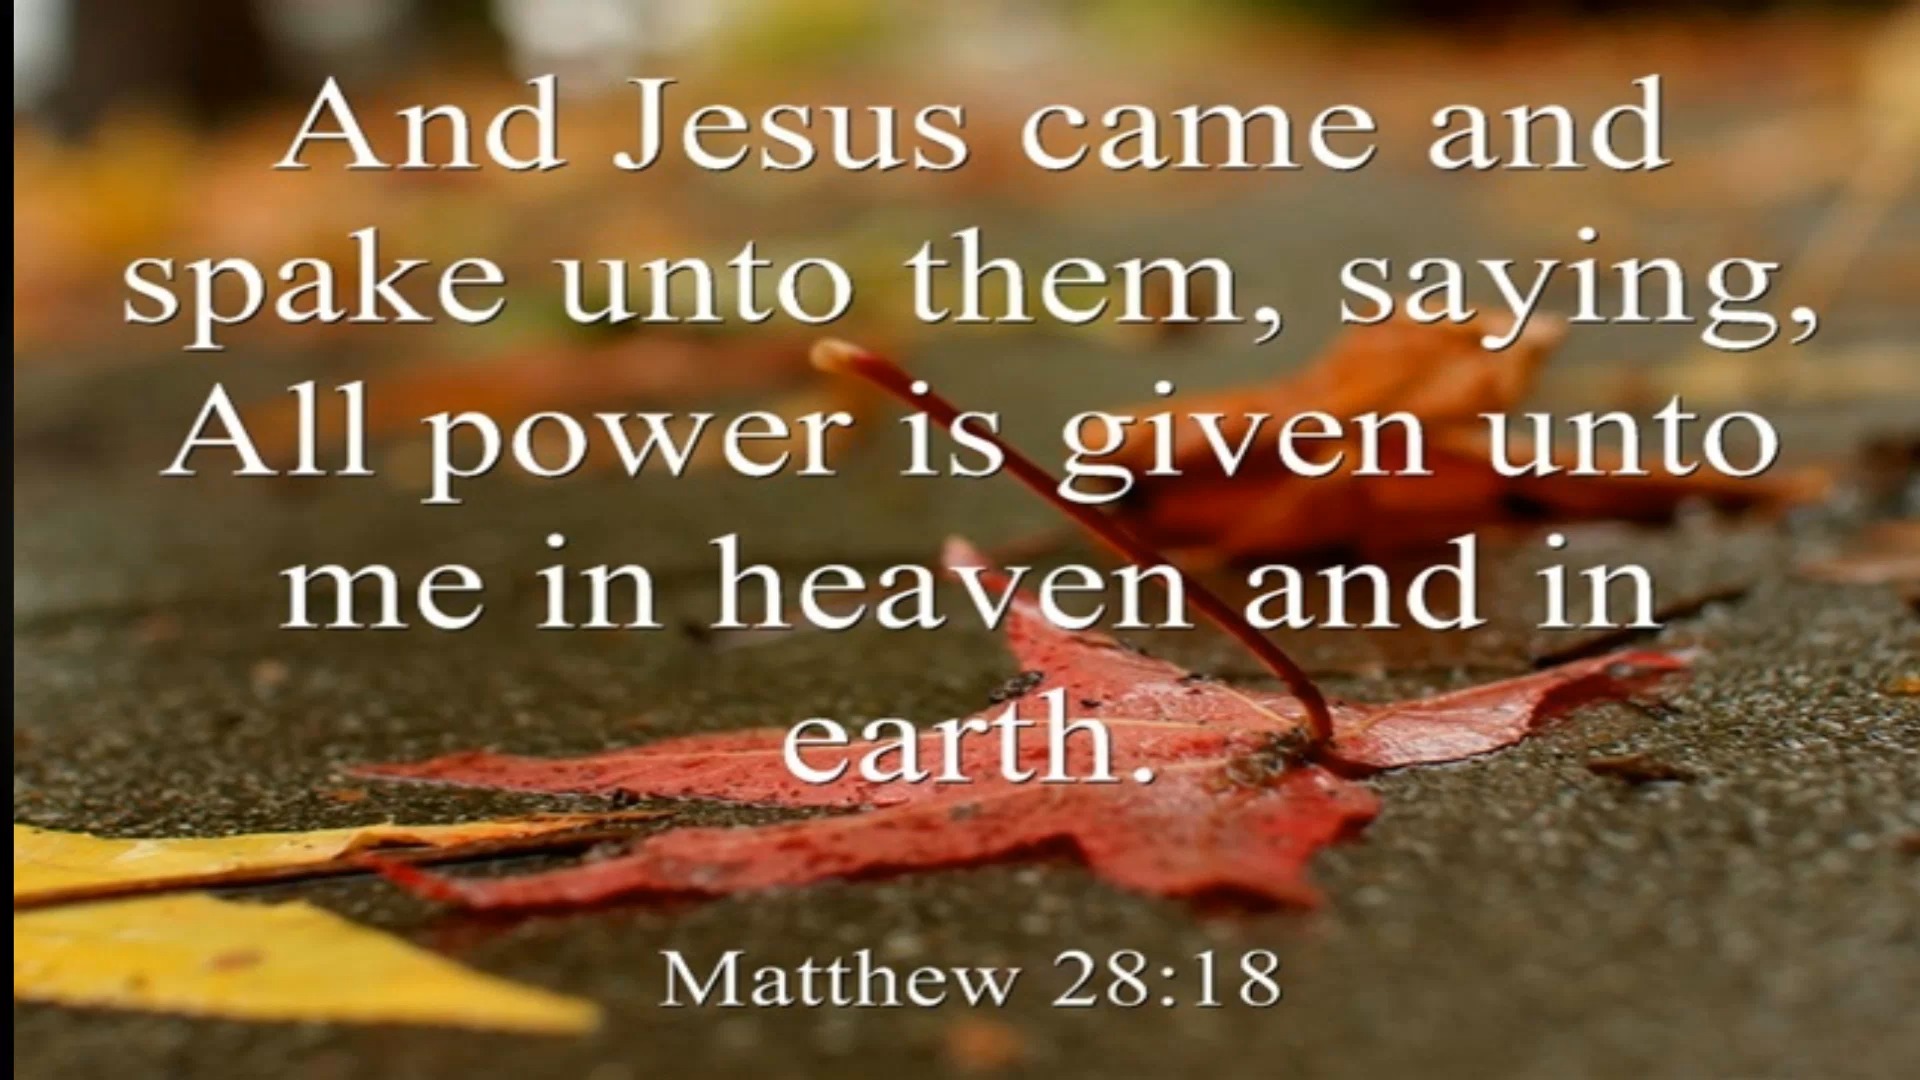 And Jesus came and
spake unto them, saying,
All power is given unto
me in heaven and in
earth.
Matthew 28:18